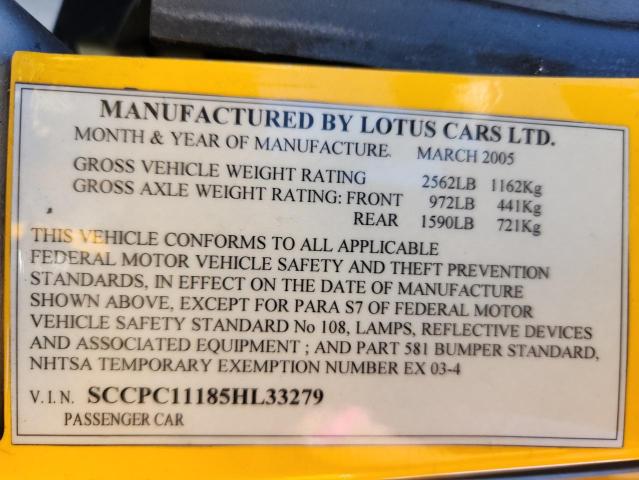 MANUFACTURED BY LOTUS CARS LTD.
MONTH & YEAR OF MANUFACTURE. MARCH 2005
GROSS VEHICLE WEIGHT RATING 2562LB 1162Kg
GROSS AXLE WEIGHT RATING: FRONT 972LB 441Kg
REAR 1590LB 721Kg
THIS VEHICLE CONFORMS TO ALL APPLICABLE
FEDERAL MOTOR VEHICLE SAFETY AND THEFT PREVENTION
STANDARDS, IN EFFECT ON THE DATE OF MANUFACTURE
SHOWN ABOVE, EXCEPT FOR PARA S7 OF FEDERAL MOTOR
VEHICLE SAFETY STANDARD No 108, LAMPS, REFLECTIVE DEVICES
AND ASSOCIATED EQUIPMENT ; AND PART 581 BUMPER STANDARD,
NHTSA TEMPORARY EXEMPTION NUMBER EX 03-4
V.I.N. SCCPC11185HL33279
PASSENGER CAR